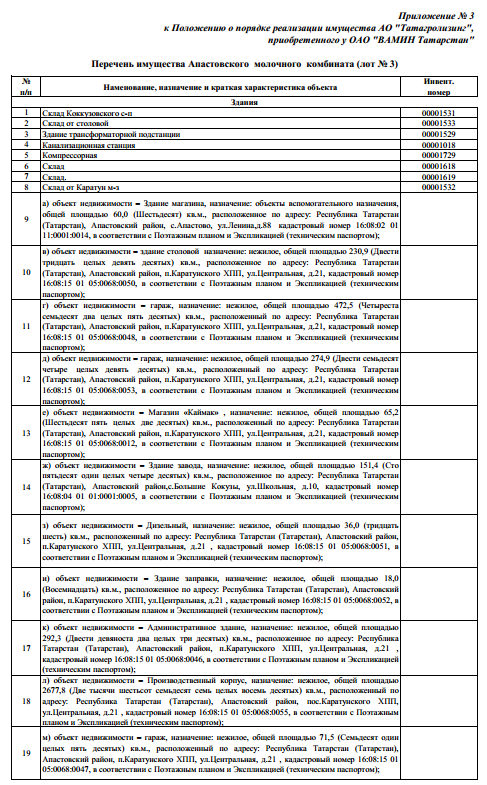 Приложение № 3
к Положению о порядке реализации имущества АО "Татагролизинг",
приобретенного у ОАО "ВАМИН Татарстан"
Перечень имущества Апастовского молочного комбината (лот № 3)
№ п/п Наименование, назначение и краткая характеристика объекта Инвент. номер
Здания
1 Склад Коккузовского с-п 00001531
2 Склад от столовой 00001533
3 Здание трансформаторной подстанции 00001529
4 Канализационная станция 00001018
5 Компрессорная 00001729
6 Склад 00001618
7 Склад. 00001619
8 Склад от Каратун м-з 00001532
9
а) объект недвижимости – Здание магазина, назначение: объекты вспомогательного назначения,
общей площадью 60,0 (Шестьдесят) кв.м., расположенное по адресу: Республика Татарстан
(Татарстан), Апастовский район, с.Апастово, ул.Ленина,д.88 кадастровый номер 16:08:02 01
11:0001:0014, в соответствии с Поэтажным планом и Экспликацией (техническим паспортом);
10
в) объект недвижимости – здание столовой назначение: нежилое, общей площадью 230,9 (Двести
тридцать целых девять десятых) кв.м., расположенное по адресу: Республика Татарстан
(Татарстан), Апастовский район, п.Каратунского ХПП, ул.Центральная, д.21, кадастровый номер
16:08:15 01 05:0068:0050, в соответствии с Поэтажным планом и Экспликацией (техническим
паспортом);
11
г) объект недвижимости – гараж, назначение: нежилое, общей площадью 472,5 (Четыреста
семьдесят два целых пять десятых) кв.м., расположенный по адресу: Республика Татарстан
(Татарстан), Апастовский район, п.Каратунского ХПП, ул.Центральная, д.21, кадастровый номер
16:08:15 01 05:0068:0048, в соответствии с Поэтажным планом и Экспликацией (техническим
паспортом);
12
д) объект недвижимости – гараж, назначение: нежилое, общей площадью 274,9 (Двести семьдесят
четыре целых девять десятых) кв.м., расположенный по адресу: Республика Татарстан
(Татарстан), Апастовский район, п.Каратунского ХПП, ул.Центральная, д.21, кадастровый номер
16:08:15 01 05:0068:0053, в соответствии с Поэтажным планом и Экспликацией (техническим
паспортом);
13
е) объект недвижимости – Магазин «Каймак» , назначение: нежилое, общей площадью 65,2
(Шестьдесят пять целых две десятых) кв.м., расположенный по адресу: Республика Татарстан
(Татарстан), Апастовский район, п.Каратунского ХПП, ул.Центральная, д.21, кадастровый номер
16:08:15 01 05:0068:0012, в соответствии с Поэтажным планом и Экспликацией (техническим
паспортом);
14
ж) объект недвижимости – Здание завода, назначение: нежилое, общей площадью 151,4 (Сто
пятьдесят один целых четыре десятых) кв.м., расположенное по адресу: Республика Татарстан
(Татарстан), Апастовский район,с.Большие Кокузы, ул.Школьная, д.10, кадастровый номер
16:08:04 01 01:0001:0005, в соответствии с Поэтажным планом и Экспликацией (техническим
паспортом);
15
з) объект недвижимости – Дизельный, назначение: нежилое, общей площадью 36,0 (тридцать
шесть) кв.м., расположенный по адресу: Республика Татарстан (Татарстан), Апастовский район,
п.Каратунского ХПП, ул.Центральная, д.21 , кадастровый номер 16:08:15 01 05:0068:0051, в
соответствии с Поэтажным планом и Экспликацией (техническим паспортом);
16
и) объект недвижимости – Здание заправки, назначение: нежилое, общей площадью 18,0
(Восемнадцать) кв.м., расположенное по адресу: Республика Татарстан (Татарстан), Апастовский
район, п.Каратунского ХПП, ул.Центральная, д.21 , кадастровый номер 16:08:15 01 05:0068:0052, в
соответствии с Поэтажным планом и Экспликацией (техническим паспортом);
17
к) объект недвижимости – Административное здание, назначение: нежилое, общей площадью
292,3 (Двести девяноста два целых три десятых) кв.м., расположенное по адресу: Республика
Татарстан (Татарстан), Апастовский район, п.Каратунского ХПП, ул.Центральная, д.21 ,
кадастровый номер 16:08:15 01 05:0068:0046, в соответствии с Поэтажным планом и Экспликацией
(техническим паспортом);
18
л) объект недвижимости – Производственный корпус, назначение: нежилое, общей площадью
2677,8 (Две тысячи шестьсот семьдесят семь целых восемь десятых) кв.м., расположенный по
адресу: Республика Татарстан (Татарстан), Апастовский район, пос.Каратунского ХПП,
ул.Центральная, д.21 , кадастровый номер 16:08:15 01 05:0068:0055, в соответствии с Поэтажным
планом и Экспликацией (техническим паспортом);
19
м) объект недвижимости – гараж, назначение: нежилое, общей площадью 71,5 (Семьдесят один
целых пять десятых) кв.м., расположенный по адресу: Республика Татарстан (Татарстан),
Апастовский район, п.Каратунского ХПП, ул.Центральная, д.21 , кадастровый номер 16:08:15 01
05:0068:0047, в соответствии с Поэтажным планом и Экспликацией (техническим паспортом);